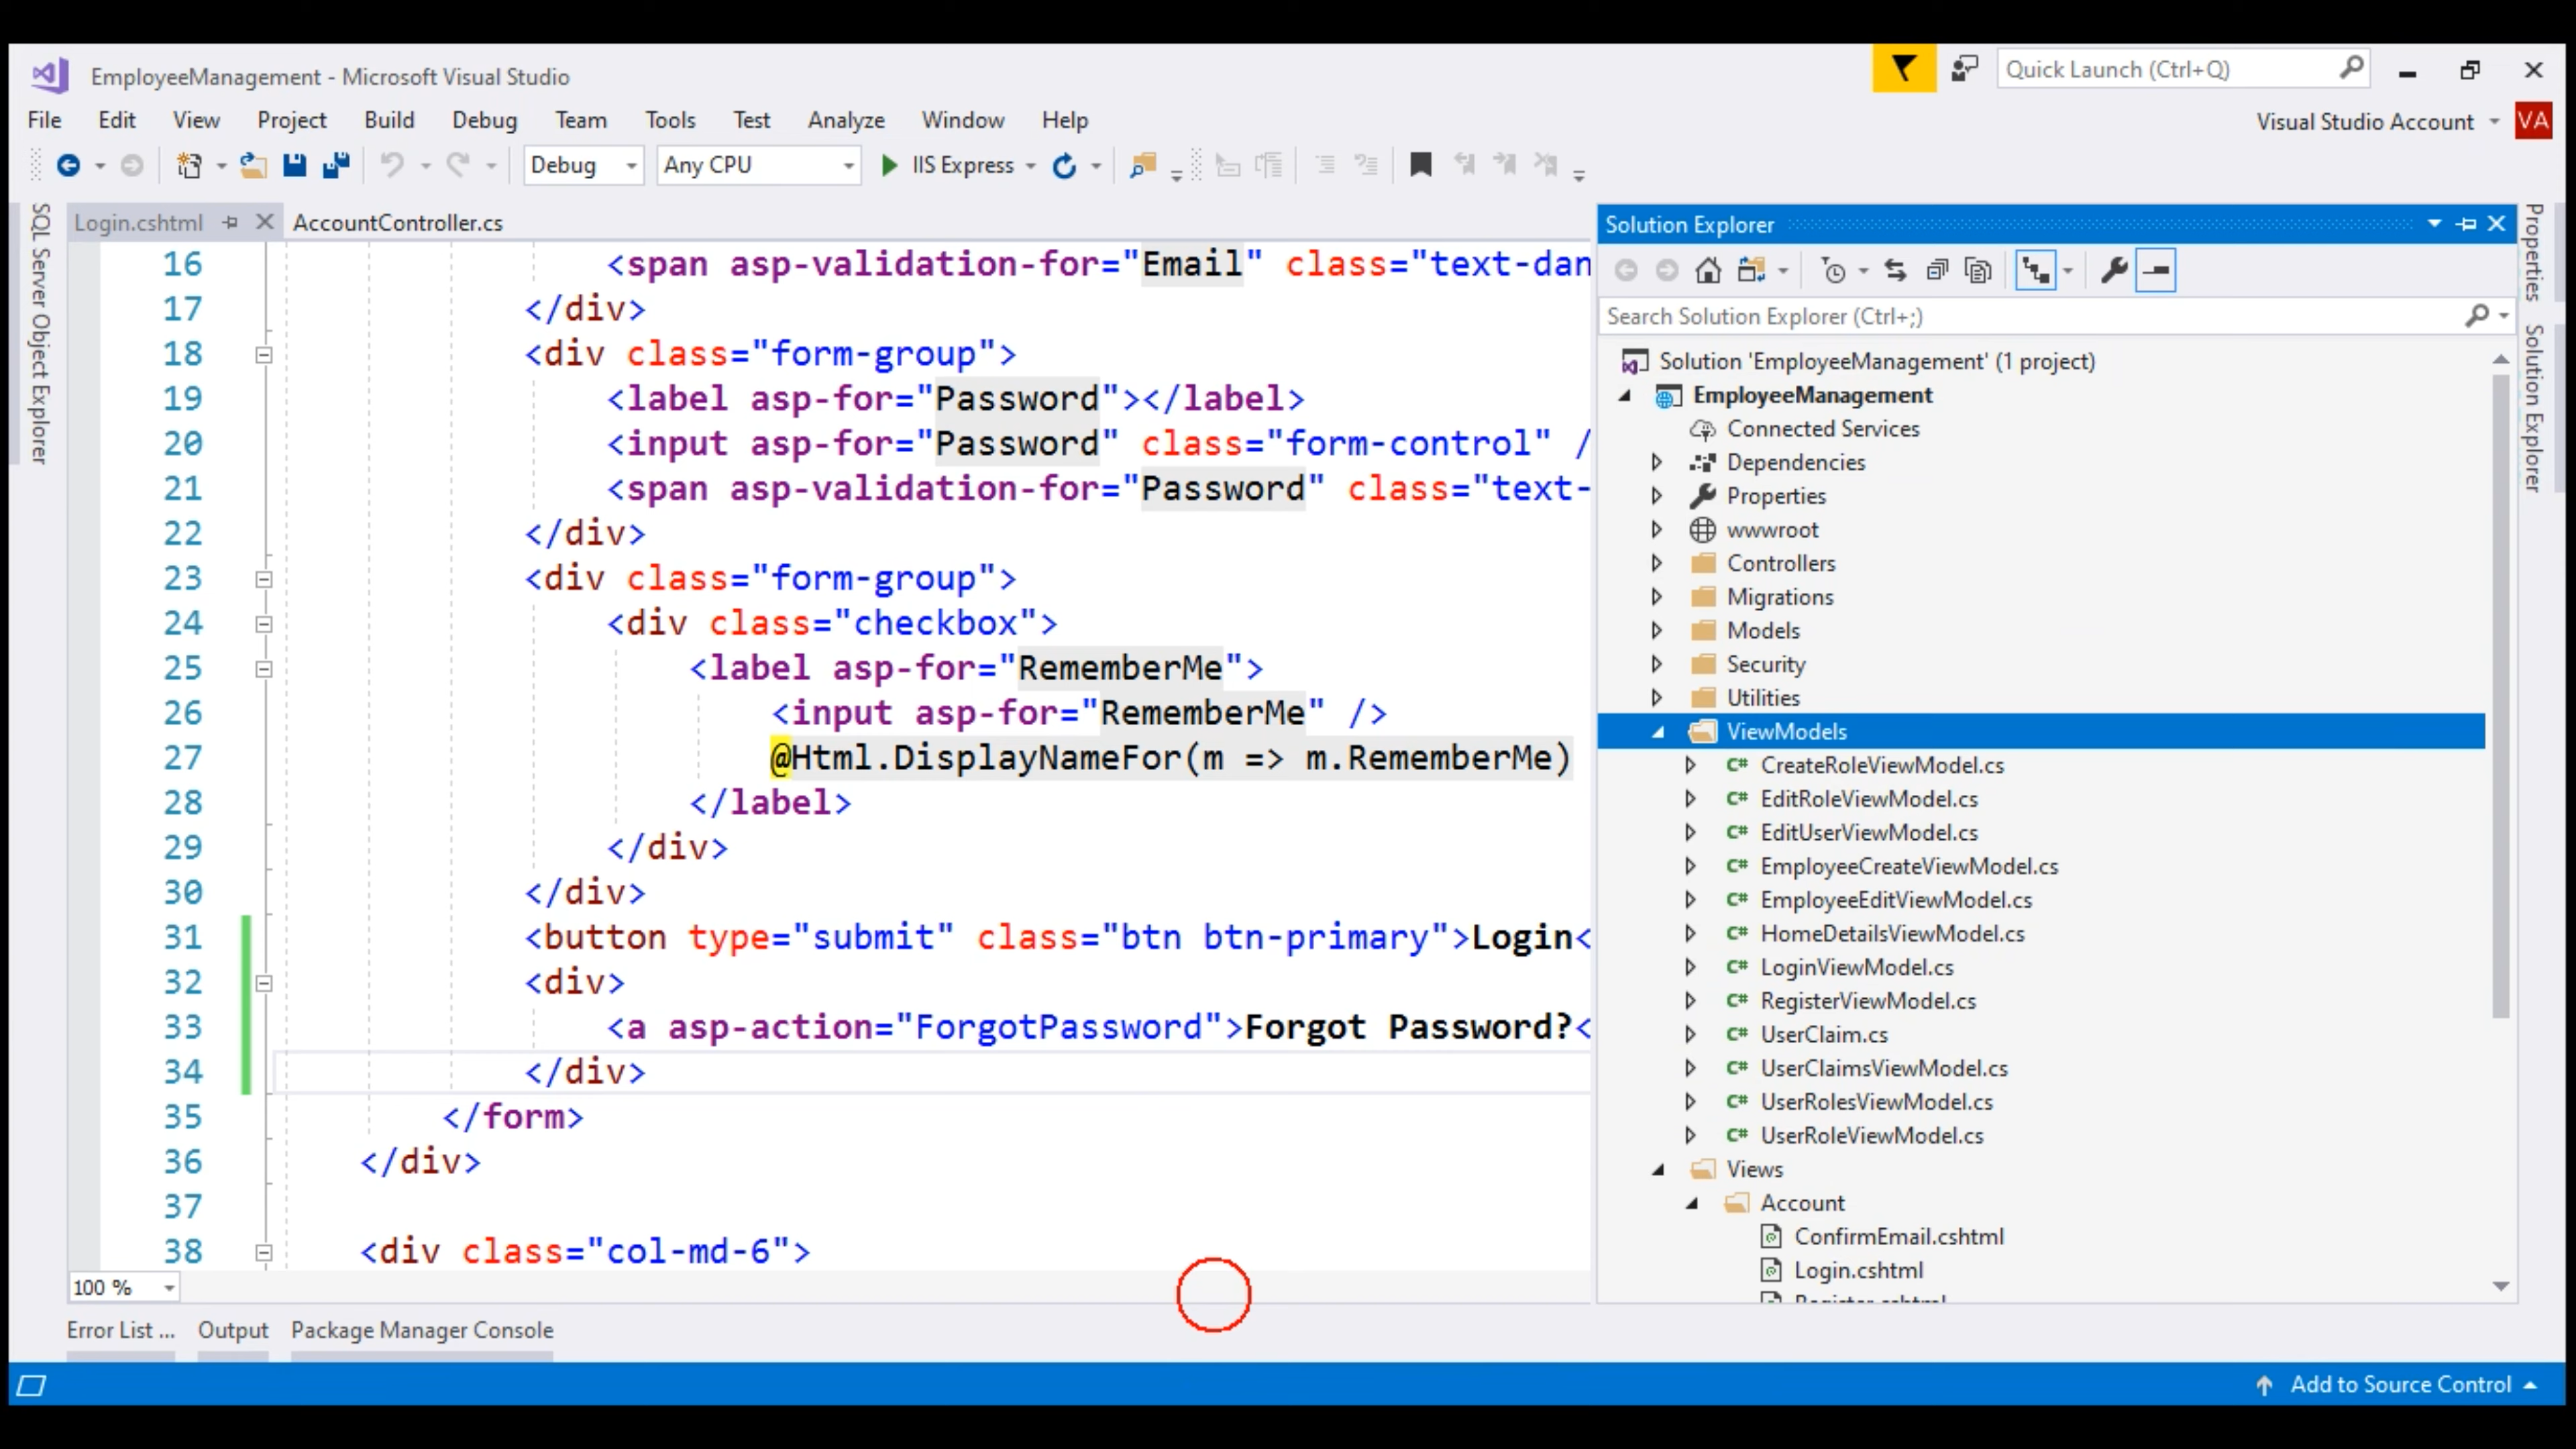 EmployeeManagement - Microsoft Visual Studio
Quick Launch (Ctrl+Q)
File Edit View Project Build Debug Team Tools Test Analyze Window Help
Visual Studio Account VA
Debug Any CPU IIS Express
SQL Server Object Explorer
Login.cshtml AccountController.cs
16 <span asp-validation-for="Email" class="text-dan
17 </div>
18 <div class="form-group">
19 <label asp-for="Password"></label>
20 <input asp-for="Password" class="form-control" /
21 <span asp-validation-for="Password" class="text-
22 </div>
23 <div class="form-group">
24 <div class="checkbox">
25 <label asp-for="RememberMe">
26 <input asp-for="RememberMe" />
27 @Html.DisplayNameFor(m => m.RememberMe)
28 </label>
29 </div>
30 </div>
31 <button type="submit" class="btn btn-primary">Login<
32 <div>
33 <a asp-action="ForgotPassword">Forgot Password?<
34 </div>
35 </form>
36 </div>
37
38 <div class="col-md-6">
100 %
Solution Explorer
Search Solution Explorer (Ctrl+;)
Solution 'EmployeeManagement' (1 project)
EmployeeManagement
Connected Services
Dependencies
Properties
wwwroot
Controllers
Migrations
Models
Security
Utilities
ViewModels
C# CreateRoleViewModel.cs
C# EditRoleViewModel.cs
C# EditUserViewModel.cs
C# EmployeeCreateViewModel.cs
C# EmployeeEditViewModel.cs
C# HomeDetailsViewModel.cs
C# LoginViewModel.cs
C# RegisterViewModel.cs
C# UserClaim.cs
C# UserClaimsViewModel.cs
C# UserRolesViewModel.cs
C# UserRoleViewModel.cs
Views
Account
ConfirmEmail.cshtml
Login.cshtml
Register.cshtml
Properties
Solution Explorer
Error List ... Output Package Manager Console
Add to Source Control